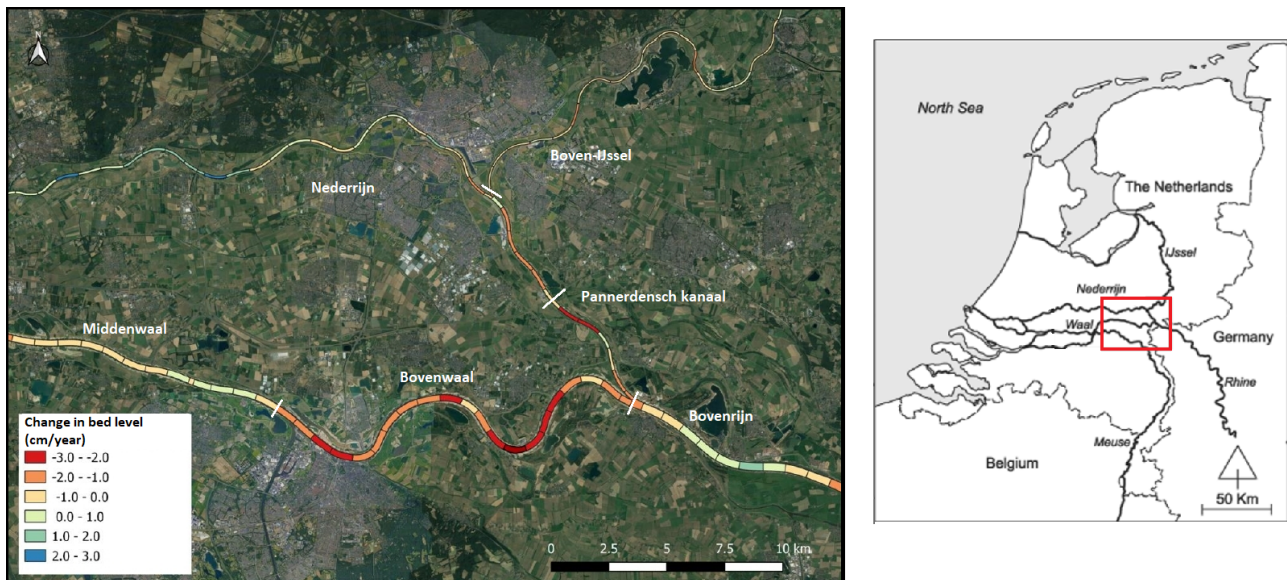 N
Boven-IJssel
Nederrijn
Pannerdensch kanaal
Middenwaal
Bovenwaal
Bovenrijn
Change in bed level
(cm/year)
-3.0 - -2.0
-2.0 - -1.0
-1.0 - 0.0
0.0 - 1.0
1.0 - 2.0
2.0 - 3.0
0 2.5 5 7.5 10 km
North Sea
The Netherlands
IJssel
Nederrijn
Waal
Germany
Rhine
Meuse
Belgium
50 Km